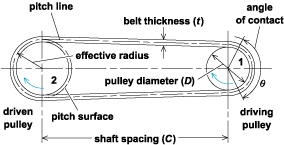 pitch line
belt thickness (t)
angle
of contact
effective radius
pulley diameter (D)
1
2
θ
driven
pulley
pitch surface
driving
pulley
shaft spacing (C)